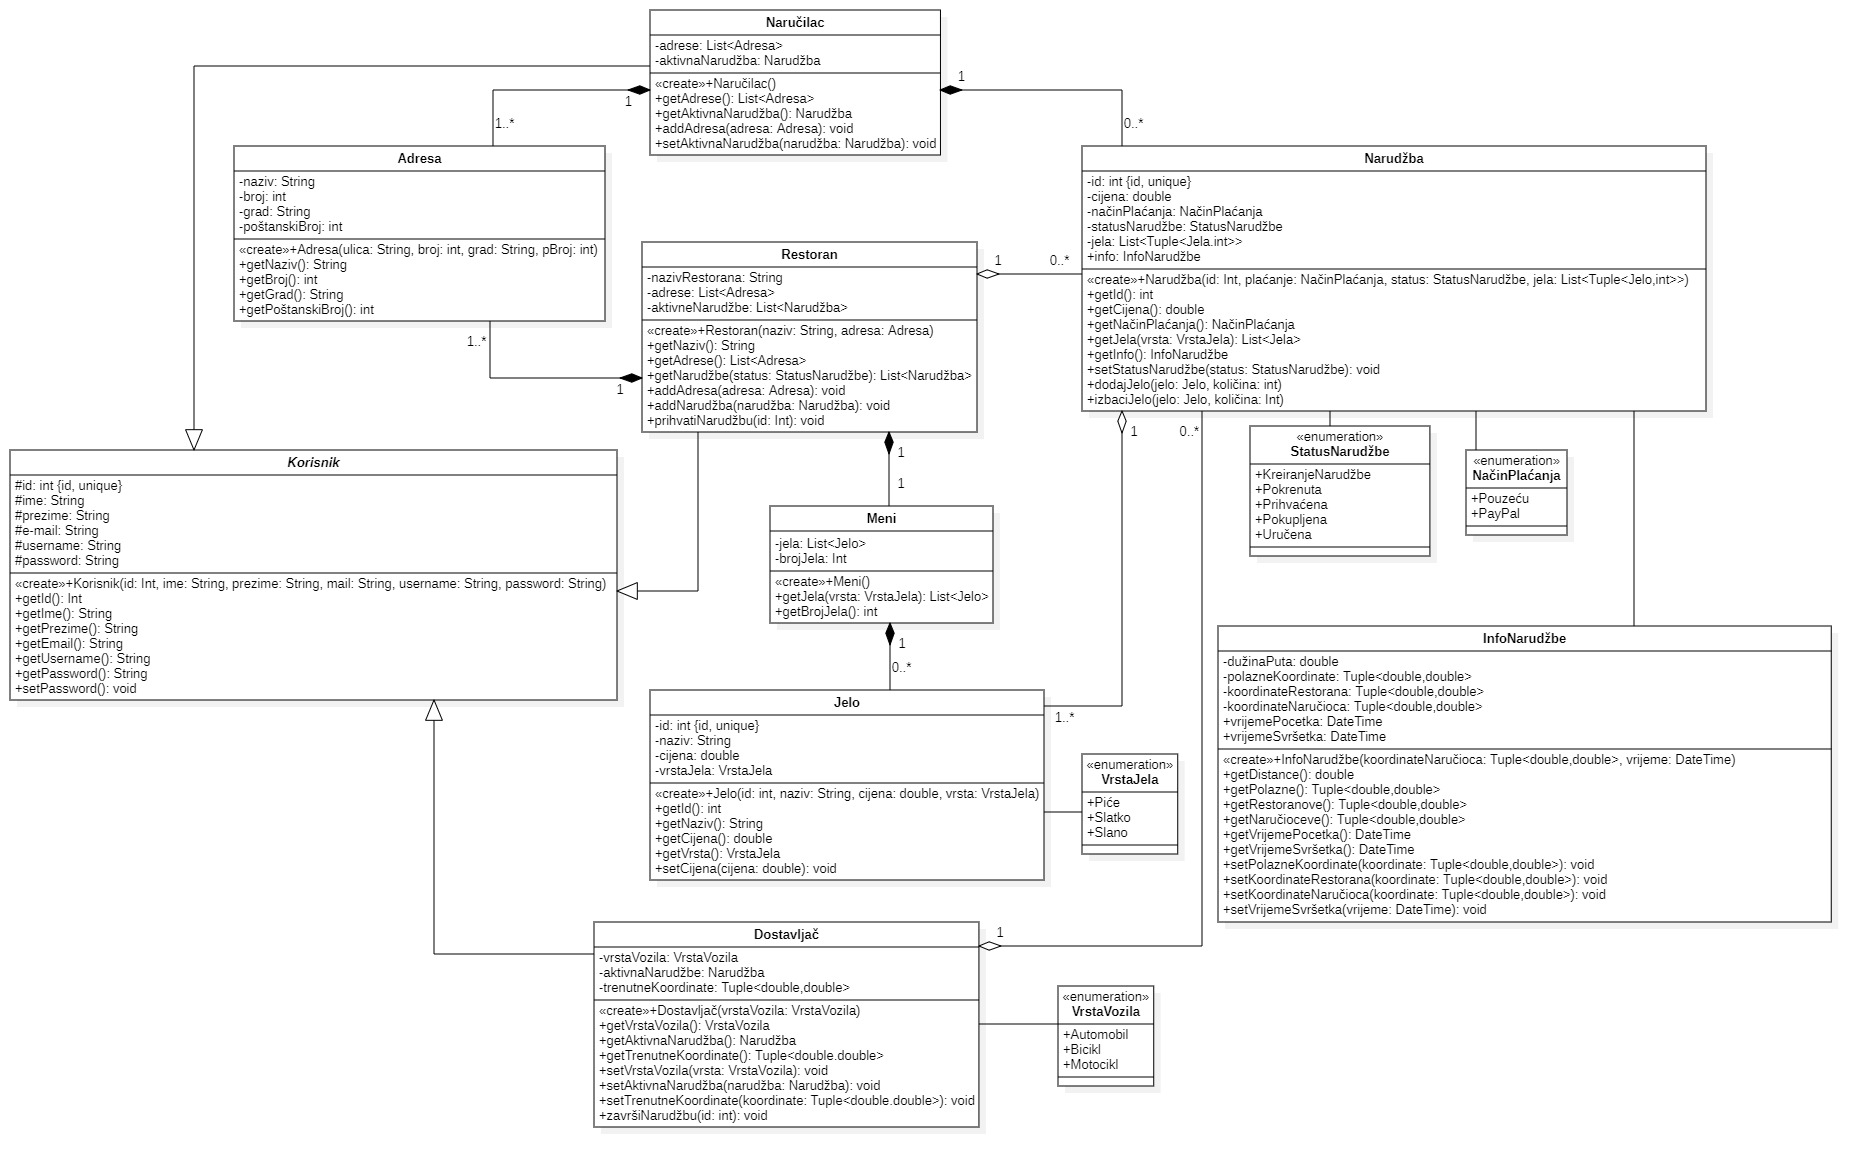 Naručilac
-adrese: List<Adresa>
-aktivnaNarudžba: Narudžba
«create»+Naručilac()
+getAdrese(): List<Adresa>
+getAktivnaNarudžba(): Narudžba
+addAdresa(adresa: Adresa): void
+setAktivnaNarudžba(narudžba: Narudžba): void
1
1..*
1
0..*
Adresa
-naziv: String
-broj: int
-grad: String
-poštanskiBroj: int
«create»+Adresa(ulica: String, broj: int, grad: String, pBroj: int)
+getNaziv(): String
+getBroj(): int
+getGrad(): String
+getPoštanskiBroj(): int
1..*
1
Restoran
-nazivRestorana: String
-adrese: List<Adresa>
-aktivneNarudžbe: List<Narudžba>
«create»+Restoran(naziv: String, adresa: Adresa)
+getNaziv(): String
+getAdrese(): List<Adresa>
+getNarudžbe(status: StatusNarudžbe): List<Narudžba>
+addAdresa(adresa: Adresa): void
+addNarudžba(narudžba: Narudžba): void
+prihvatiNarudžbu(id: Int): void
1
0..*
Narudžba
-id: int {id, unique}
-cijena: double
-načinPlaćanja: NačinPlaćanja
-statusNarudžbe: StatusNarudžbe
-jela: List<Tuple<Jela.int>>
+info: InfoNarudžbe
«create»+Narudžba(id: Int, plaćanje: NačinPlaćanja, status: StatusNarudžbe, jela: List<Tuple<Jelo,int>>)
+getId(): int
+getCijena(): double
+getNačinPlaćanja(): NačinPlaćanja
+getJela(vrsta: VrstaJela): List<Jela>
+getInfo(): InfoNarudžbe
+setStatusNarudžbe(status: StatusNarudžbe): void
+dodajJelo(jelo: Jelo, količina: int)
+izbaciJelo(jelo: Jelo, količina: Int)
1
0..*
«enumeration»
StatusNarudžbe
+KreiranjeNarudžbe
+Pokrenuta
+Prihvaćena
+Pokupljena
+Uručena
«enumeration»
NačinPlaćanja
+Pouzeću
+PayPal
Korisnik
#id: int {id, unique}
#ime: String
#prezime: String
#e-mail: String
#username: String
#password: String
«create»+Korisnik(id: Int, ime: String, prezime: String, mail: String, username: String, password: String)
+getId(): Int
+getIme(): String
+getPrezime(): String
+getEmail(): String
+getUsername(): String
+getPassword(): String
+setPassword(): void
1
1
Meni
-jela: List<Jelo>
-brojJela: Int
«create»+Meni()
+getJela(vrsta: VrstaJela): List<Jelo>
+getBrojJela(): int
1
0..*
Jelo
-id: int {id, unique}
-naziv: String
-cijena: double
-vrstaJela: VrstaJela
«create»+Jelo(id: int, naziv: String, cijena: double, vrsta: VrstaJela)
+getId(): int
+getNaziv(): String
+getCijena(): double
+getVrsta(): VrstaJela
+setCijena(cijena: double): void
1..*
«enumeration»
VrstaJela
+Piće
+Slatko
+Slano
InfoNarudžbe
-dužinaPuta: double
-polazneKoordinate: Tuple<double,double>
-koordinateRestorana: Tuple<double,double>
-koordinateNaručioca: Tuple<double,double>
+vrijemePocetka: DateTime
+vrijemeSvršetka: DateTime
«create»+InfoNarudžbe(koordinateNaručioca: Tuple<double,double>, vrijeme: DateTime)
+getDistance(): double
+getPolazne(): Tuple<double,double>
+getRestoranove(): Tuple<double,double>
+getNaručioceve(): Tuple<double,double>
+getVrijemePocetka(): DateTime
+getVrijemeSvršetka(): DateTime
+setPolazneKoordinate(koordinate: Tuple<double,double>): void
+setKoordinateRestorana(koordinate: Tuple<double,double>): void
+setKoordinateNaručioca(koordinate: Tuple<double,double>): void
+setVrijemeSvršetka(vrijeme: DateTime): void
Dostavljač
-vrstaVozila: VrstaVozila
-aktivnaNarudžbe: Narudžba
-trenutneKoordinate: Tuple<double,double>
«create»+Dostavljač(vrstaVozila: VrstaVozila)
+getVrstaVozila(): VrstaVozila
+getAktivnaNarudžba(): Narudžba
+getTrenutneKoordinate(): Tuple<double.double>
+setVrstaVozila(vrsta: VrstaVozila): void
+setAktivnaNarudžba(narudžba: Narudžba): void
+setTrenutneKoordinate(koordinate: Tuple<double.double>): void
+završiNarudžbu(id: int): void
1
«enumeration»
VrstaVozila
+Automobil
+Bicikl
+Motocikl